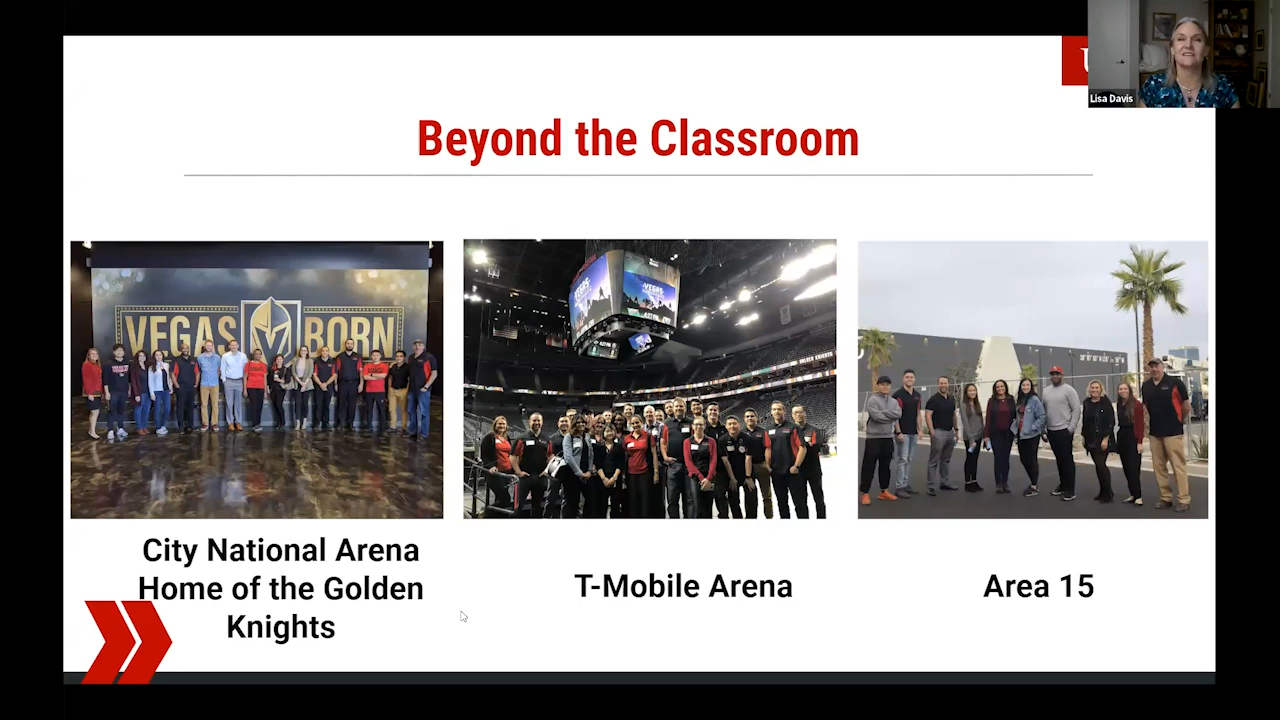 Lisa Davis
Beyond the Classroom
VEGAS BORN
VEGAS
City National Arena
Home of the Golden
Knights
T-Mobile Arena
Area 15